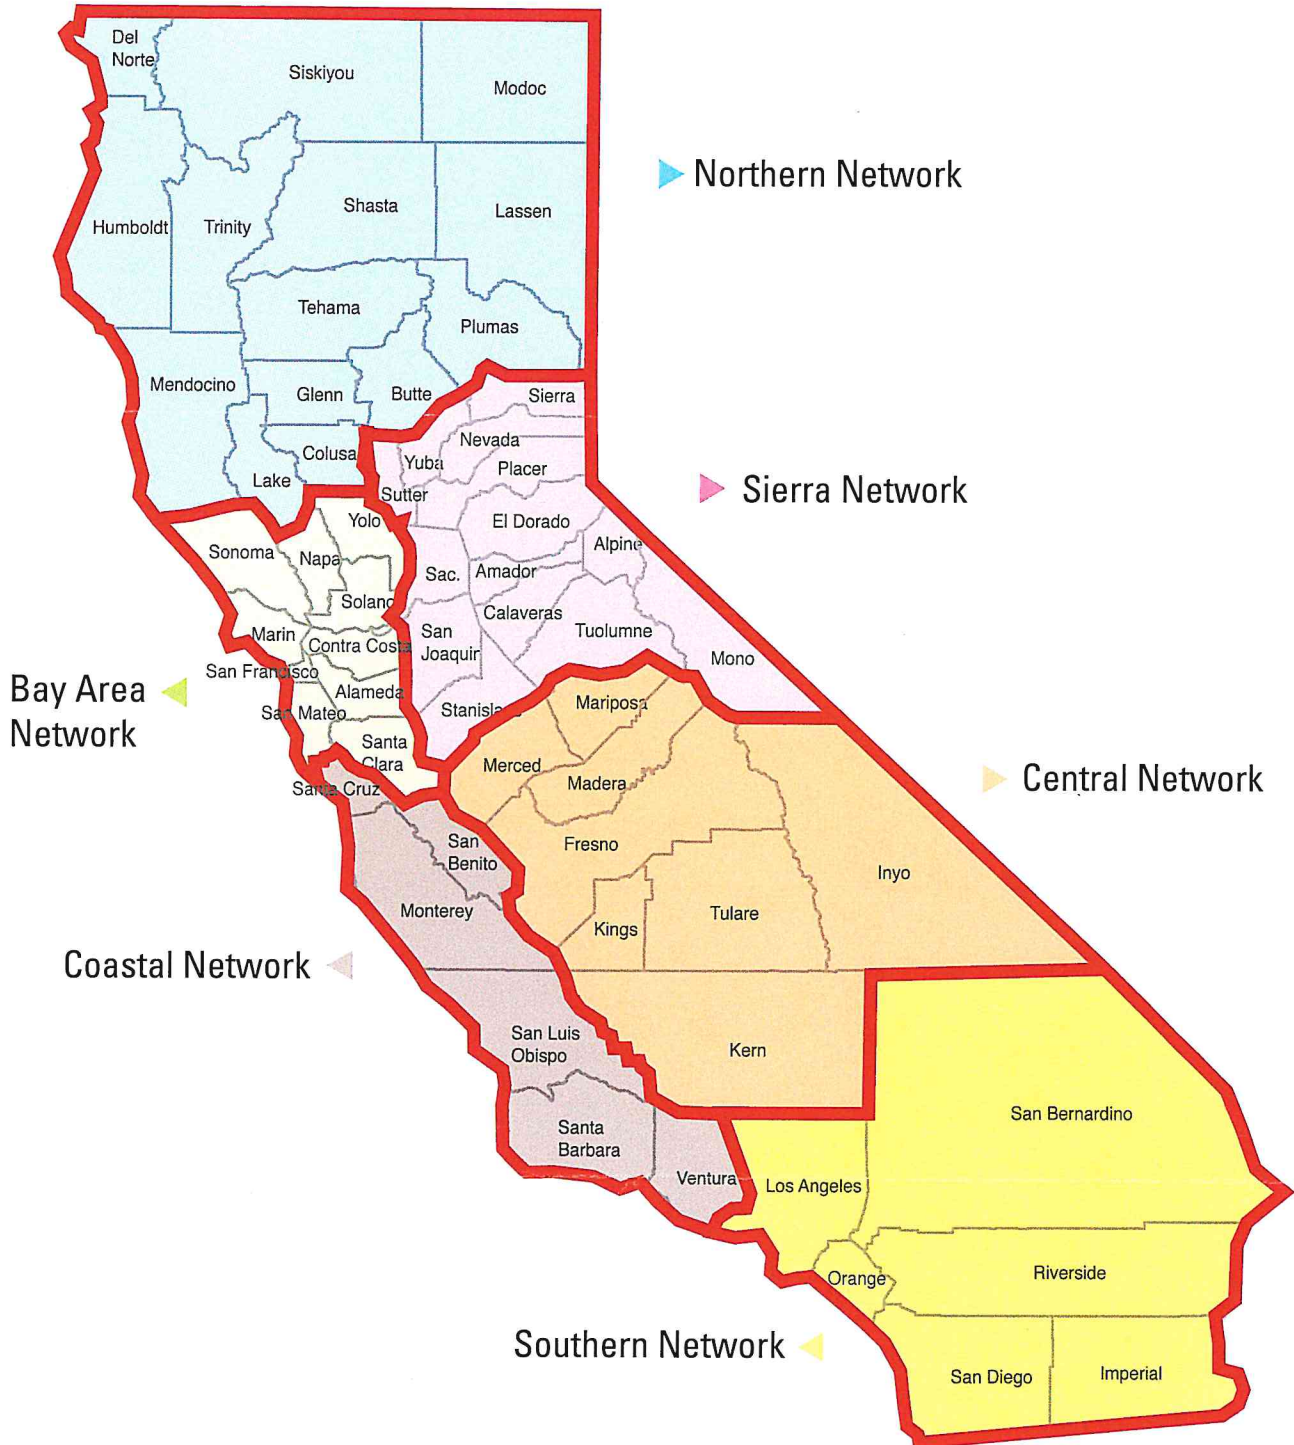 Del
Norte
Siskiyou
Modoc
Northern Network
Humboldt
Trinity
Shasta
Lassen
Tehama
Plumas
Mendocino
Glenn
Butte
Sierra
Colusa
Lake
Nevada
Yuba
Placer
Sutter
Sierra Network
Yolo
El Dorado
Sonoma
Napa
Alpine
Sac.
Amador
Solano
Calaveras
Marin
Contra Costa
San
Joaquin
Tuolumne
Mono
San Francisco
Bay Area
Network
Alameda
San Mateo
Stanislaus
Mariposa
Santa
Clara
Merced
Madera
Central Network
Santa Cruz
San
Benito
Fresno
Inyo
Monterey
Kings
Tulare
Coastal Network
San Luis
Obispo
Kern
Santa
Barbara
Ventura
San Bernardino
Los Angeles
Orange
Riverside
Southern Network
San Diego
Imperial